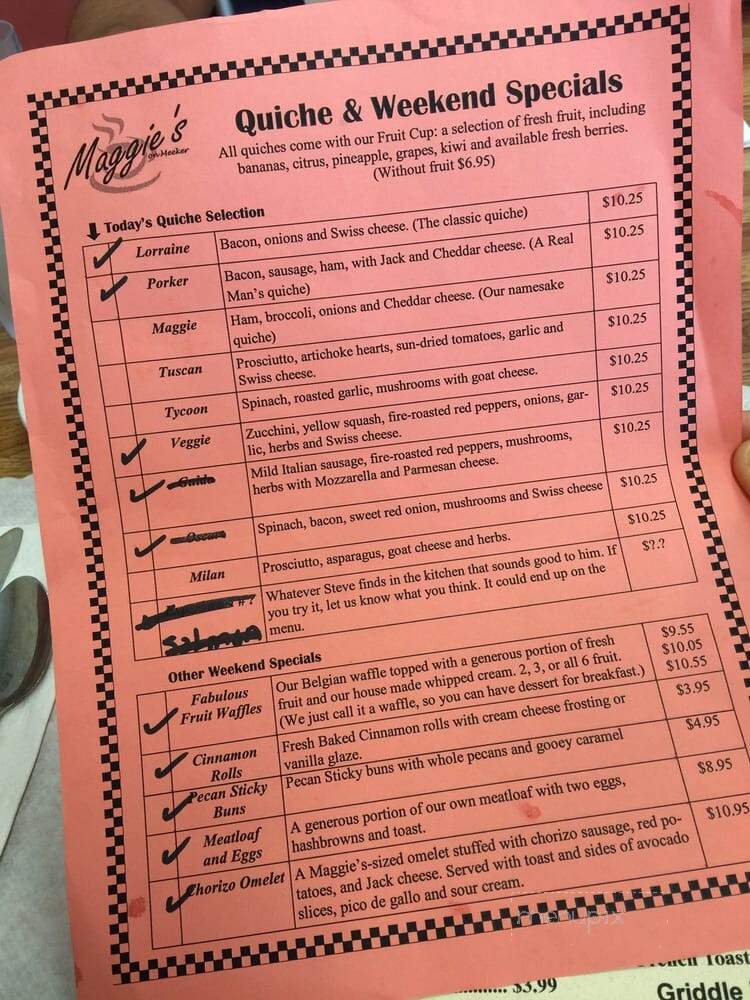 Maggie's
on Meeker
Quiche & Weekend Specials
All quiches come with our Fruit Cup: a selection of fresh fruit, including
bananas, citrus, pineapple, grapes, kiwi and available fresh berries.
(Without fruit $6.95)
Today's Quiche Selection
Lorraine Bacon, onions and Swiss cheese. (The classic quiche) $10.25
Porker Bacon, sausage, ham, with Jack and Cheddar cheese. (A Real $10.25
Man's quiche)
Maggie Ham, broccoli, onions and Cheddar cheese. (Our namesake $10.25
quiche)
Tuscan Prosciutto, artichoke hearts, sun-dried tomatoes, garlic and $10.25
Swiss cheese.
Tycoon Spinach, roasted garlic, mushrooms with goat cheese. $10.25
Veggie Zucchini, yellow squash, fire-roasted red peppers, onions, gar- $10.25
lic, herbs and Swiss cheese.
Guido Mild Italian sausage, fire-roasted red peppers, mushrooms, $10.25
herbs with Mozzarella and Parmesan cheese.
Oscar Spinach, bacon, sweet red onion, mushrooms and Swiss cheese $10.25
Milan Prosciutto, asparagus, goat cheese and herbs. $10.25
#? Whatever Steve finds in the kitchen that sounds good to him. If $?.?
you try it, let us know what you think. It could end up on the
Salmon menu.
Other Weekend Specials
Fabulous Our Belgian waffle topped with a generous portion of fresh $9.55
Fruit Waffles fruit and our house made whipped cream. 2, 3, or all 6 fruit. $10.05
(We just call it a waffle, so you can have dessert for breakfast.) $10.55
Cinnamon Fresh Baked Cinnamon rolls with cream cheese frosting or $3.95
Rolls vanilla glaze.
Pecan Sticky Pecan Sticky buns with whole pecans and gooey caramel $4.95
Buns
Meatloaf A generous portion of our own meatloaf with two eggs, $8.95
and Eggs hashbrowns and toast.
Chorizo Omelet A Maggie's-sized omelet stuffed with chorizo sausage, red po- $10.95
tatoes, and Jack cheese. Served with toast and sides of avocado
slices, pico de gallo and sour cream.
French Toast
$3.99
Griddle